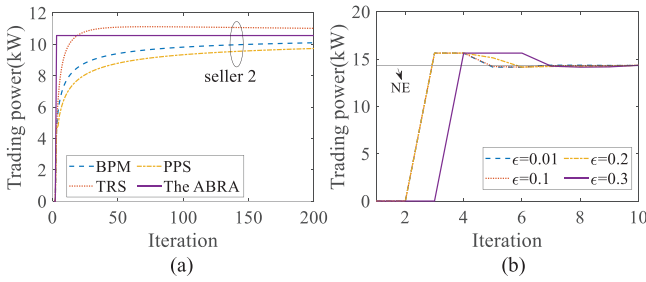 (a)
(b)
Trading power(kW)
12
10
8
6
4
2
0
seller 2
BPM
PPS
TRS
The ABRA
0
50
100
150
200
Iteration
(a)
Trading power(kW)
20
15
10
5
0
NE
ϵ=0.01
ϵ=0.2
ϵ=0.1
ϵ=0.3
2
4
6
8
10
Iteration
(b)